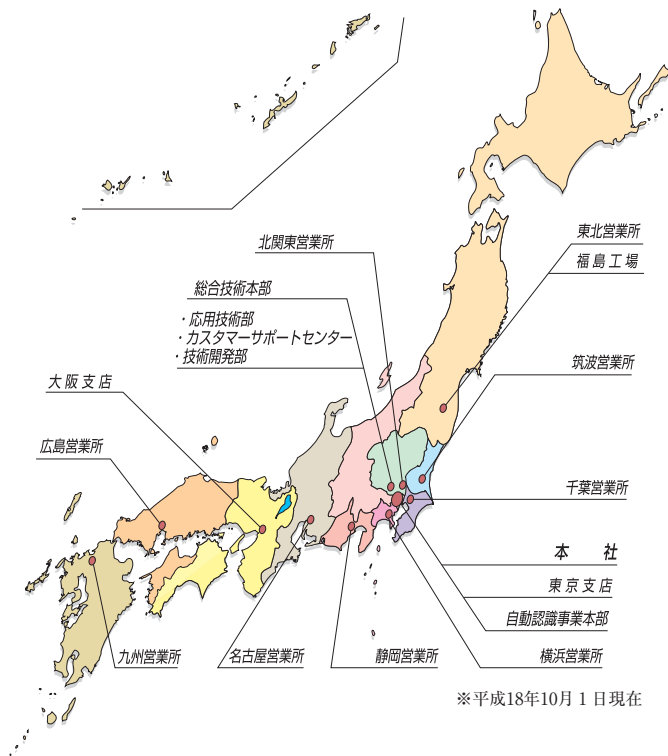 北関東営業所
東北営業所
福島工場
総合技術本部
・応用技術部
・カスタマーサポートセンター
・技術開発部
筑波営業所
大阪支店
広島営業所
千葉営業所
本　社
東京支店
自動認識事業本部
九州営業所
名古屋営業所
静岡営業所
横浜営業所
※平成18年10月1日現在